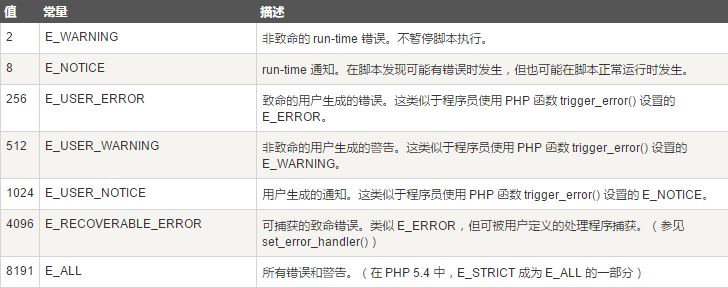 值 常量 描述
2 E_WARNING 非致命的 run-time 错误。不暂停脚本执行。
8 E_NOTICE run-time 通知。在脚本发现可能有错误时发生，但也可能在脚本正常运行时发生。
256 E_USER_ERROR 致命的用户生成的错误。这类似于程序员使用 PHP 函数 trigger_error() 设置的
E_ERROR。
512 E_USER_WARNING 非致命的用户生成的警告。这类似于程序员使用 PHP 函数 trigger_error() 设置的
E_WARNING。
1024 E_USER_NOTICE 用户生成的通知。这类似于程序员使用 PHP 函数 trigger_error() 设置的 E_NOTICE。
4096 E_RECOVERABLE_ERROR 可捕获的致命错误。类似 E_ERROR，但可被用户定义的处理程序捕获。（参见
set_error_handler()）
8191 E_ALL 所有错误和警告。（在 PHP 5.4 中，E_STRICT 成为 E_ALL 的一部分）